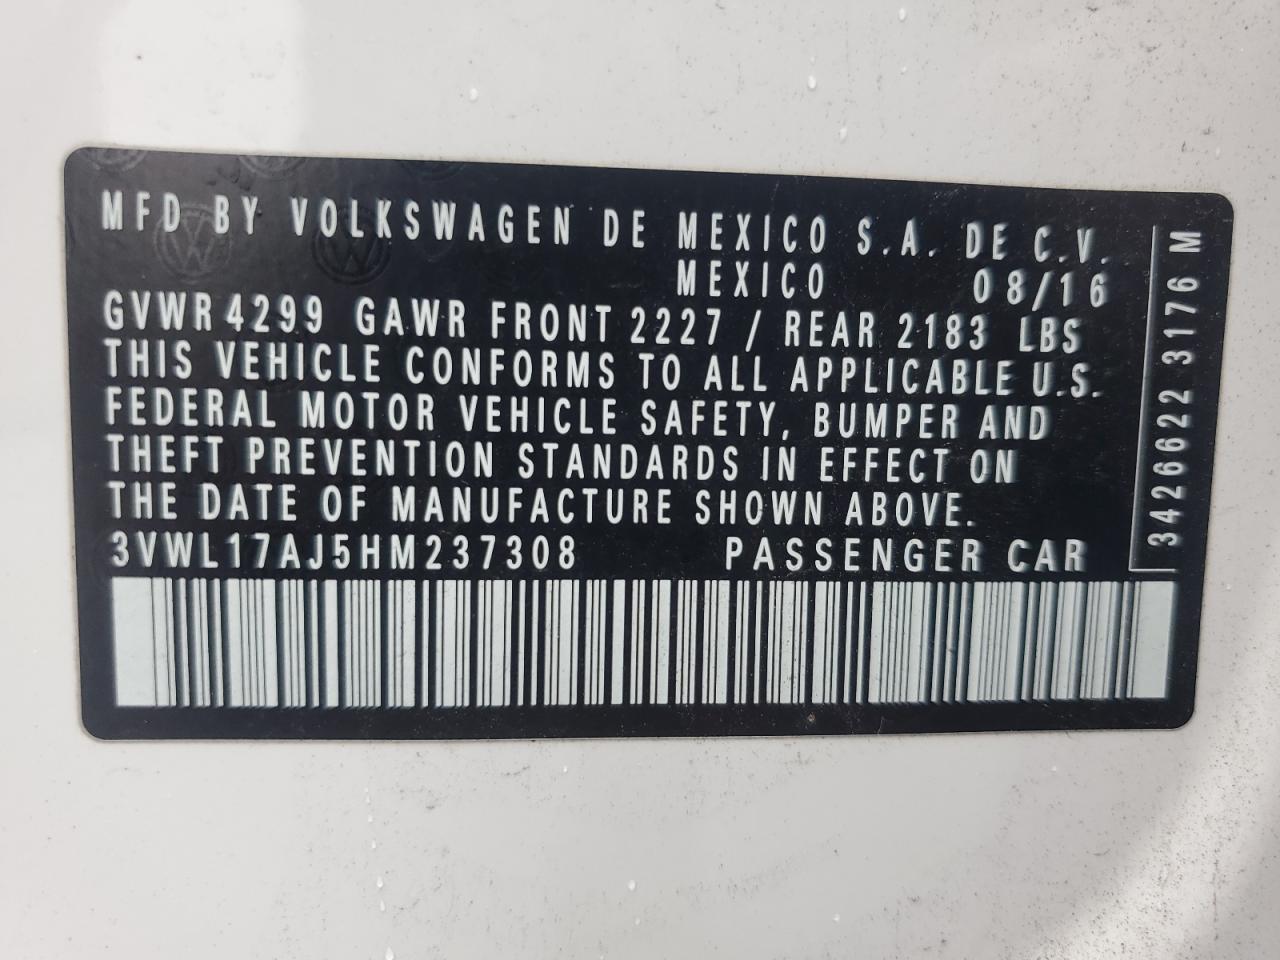 MFD BY VOLKSWAGEN DE MEXICO S.A. DE C.V.
MEXICO 08/16
GVWR 4299 GAWR FRONT 2227 / REAR 2183 LBS
THIS VEHICLE CONFORMS TO ALL APPLICABLE U.S.
FEDERAL MOTOR VEHICLE SAFETY, BUMPER AND
THEFT PREVENTION STANDARDS IN EFFECT ON
THE DATE OF MANUFACTURE SHOWN ABOVE.
3VWL17AJ5HM237308 PASSENGER CAR
3426622 3176 M